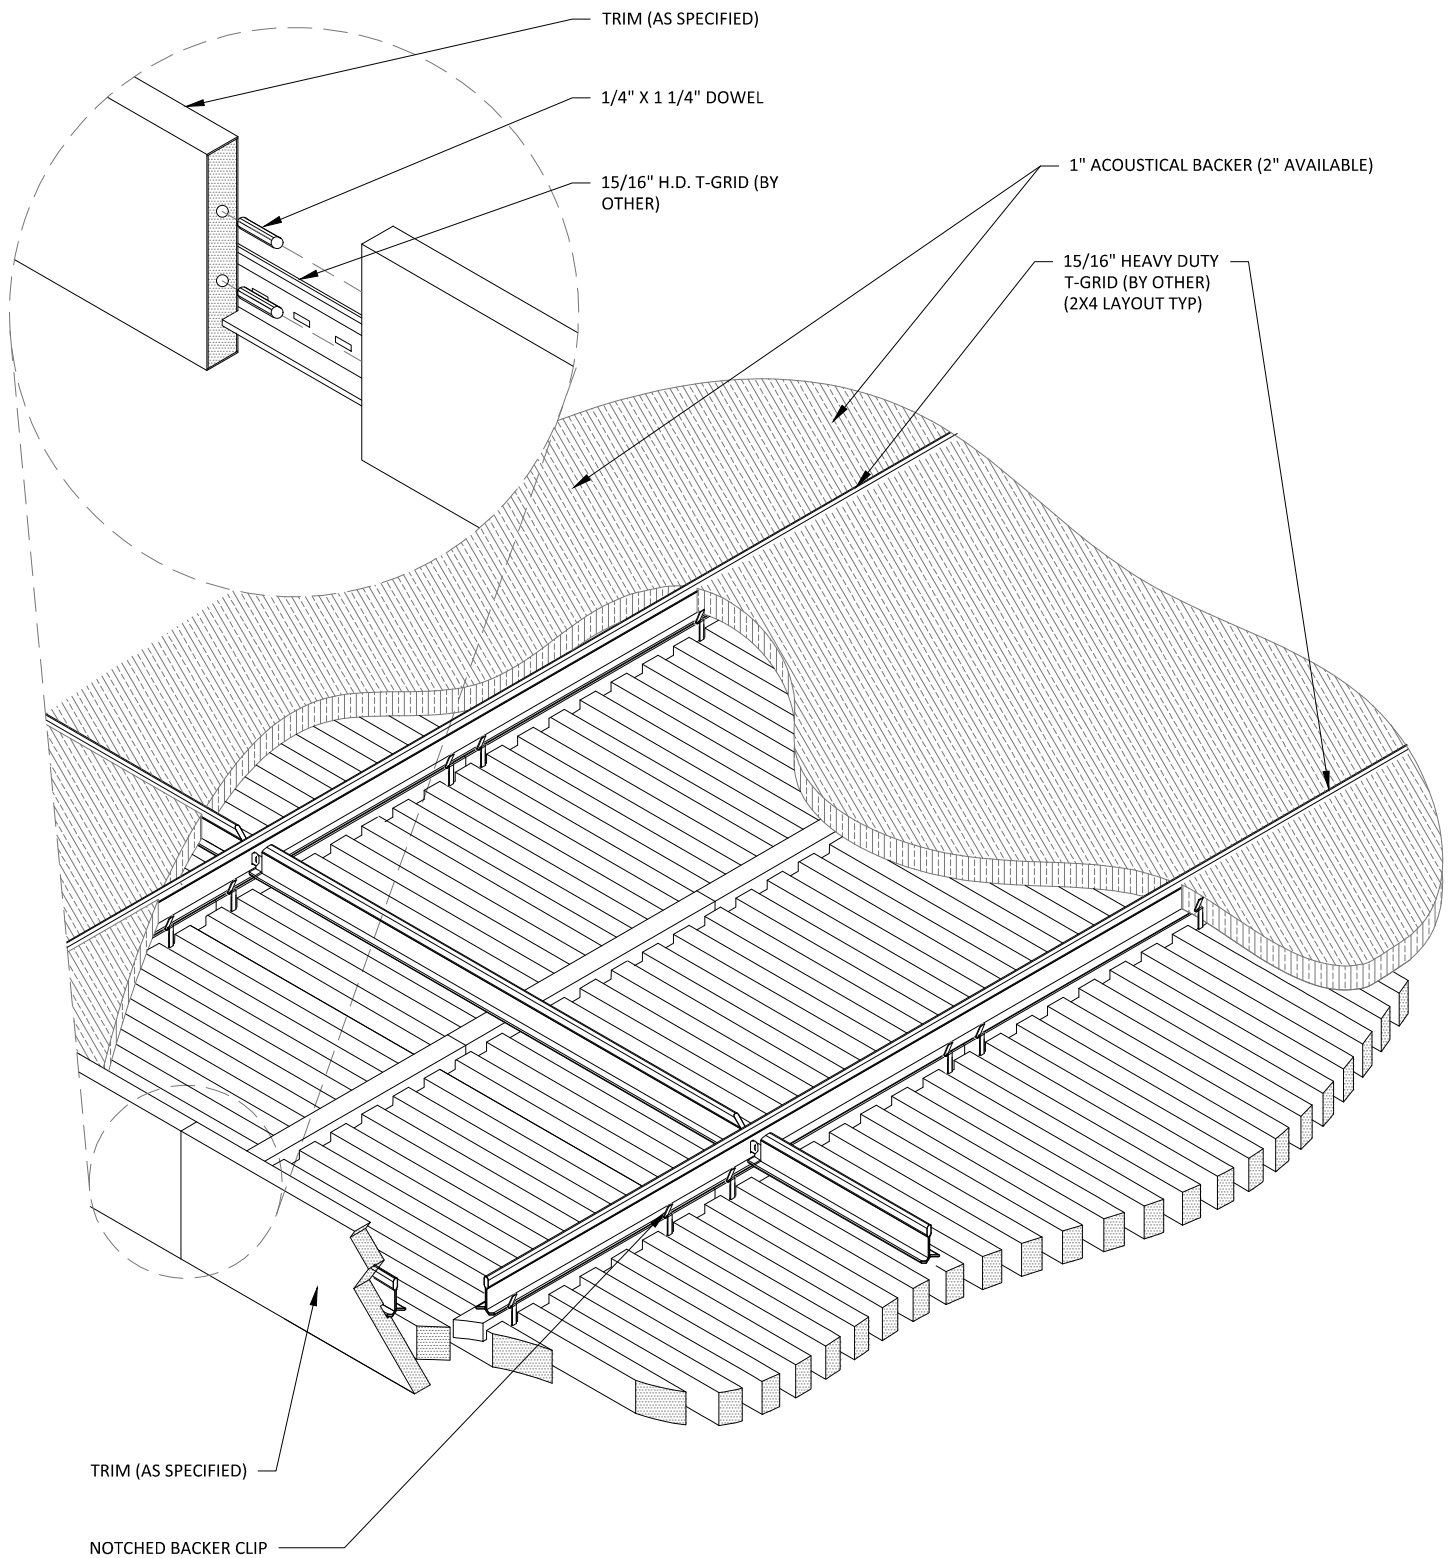 TRIM (AS SPECIFIED)
1/4" X 1 1/4" DOWEL
15/16" H.D. T-GRID (BY
OTHER)
1" ACOUSTICAL BACKER (2" AVAILABLE)
15/16" HEAVY DUTY
T-GRID (BY OTHER)
(2X4 LAYOUT TYP)
TRIM (AS SPECIFIED)
NOTCHED BACKER CLIP